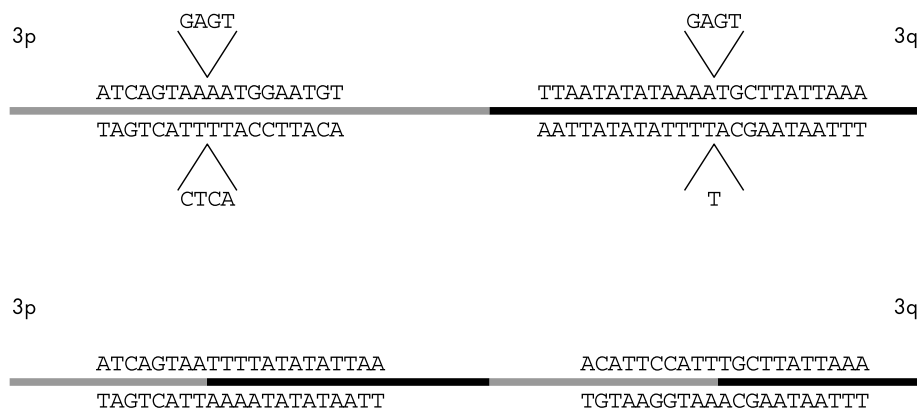 GAGT GAGT
3p 3q
ATCAGTAAAATGGAATGT TTAATATATAAAATGCTTATTAAA
TAGTCATTTTACCTTACA AATTATATATTTTACGAATAATTT
CTCA T
3p 3q
ATCAGTAATTTTATATATTAA ACATTCCATTTGCTTATTAAA
TAGTCATTAAAATATATAATT TGTAAGGTAAACGAATAATTT